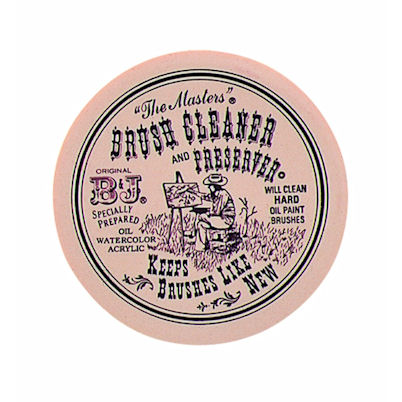 "The Masters"®
BRUSH CLEANER
AND PRESERVER®
ORIGINAL
B&J®
SPECIALLY
PREPARED
OIL
WATERCOLOR
ACRYLIC
WILL CLEAN
HARD
OIL PAINT
BRUSHES
KEEPS
BRUSHES LIKE
NEW